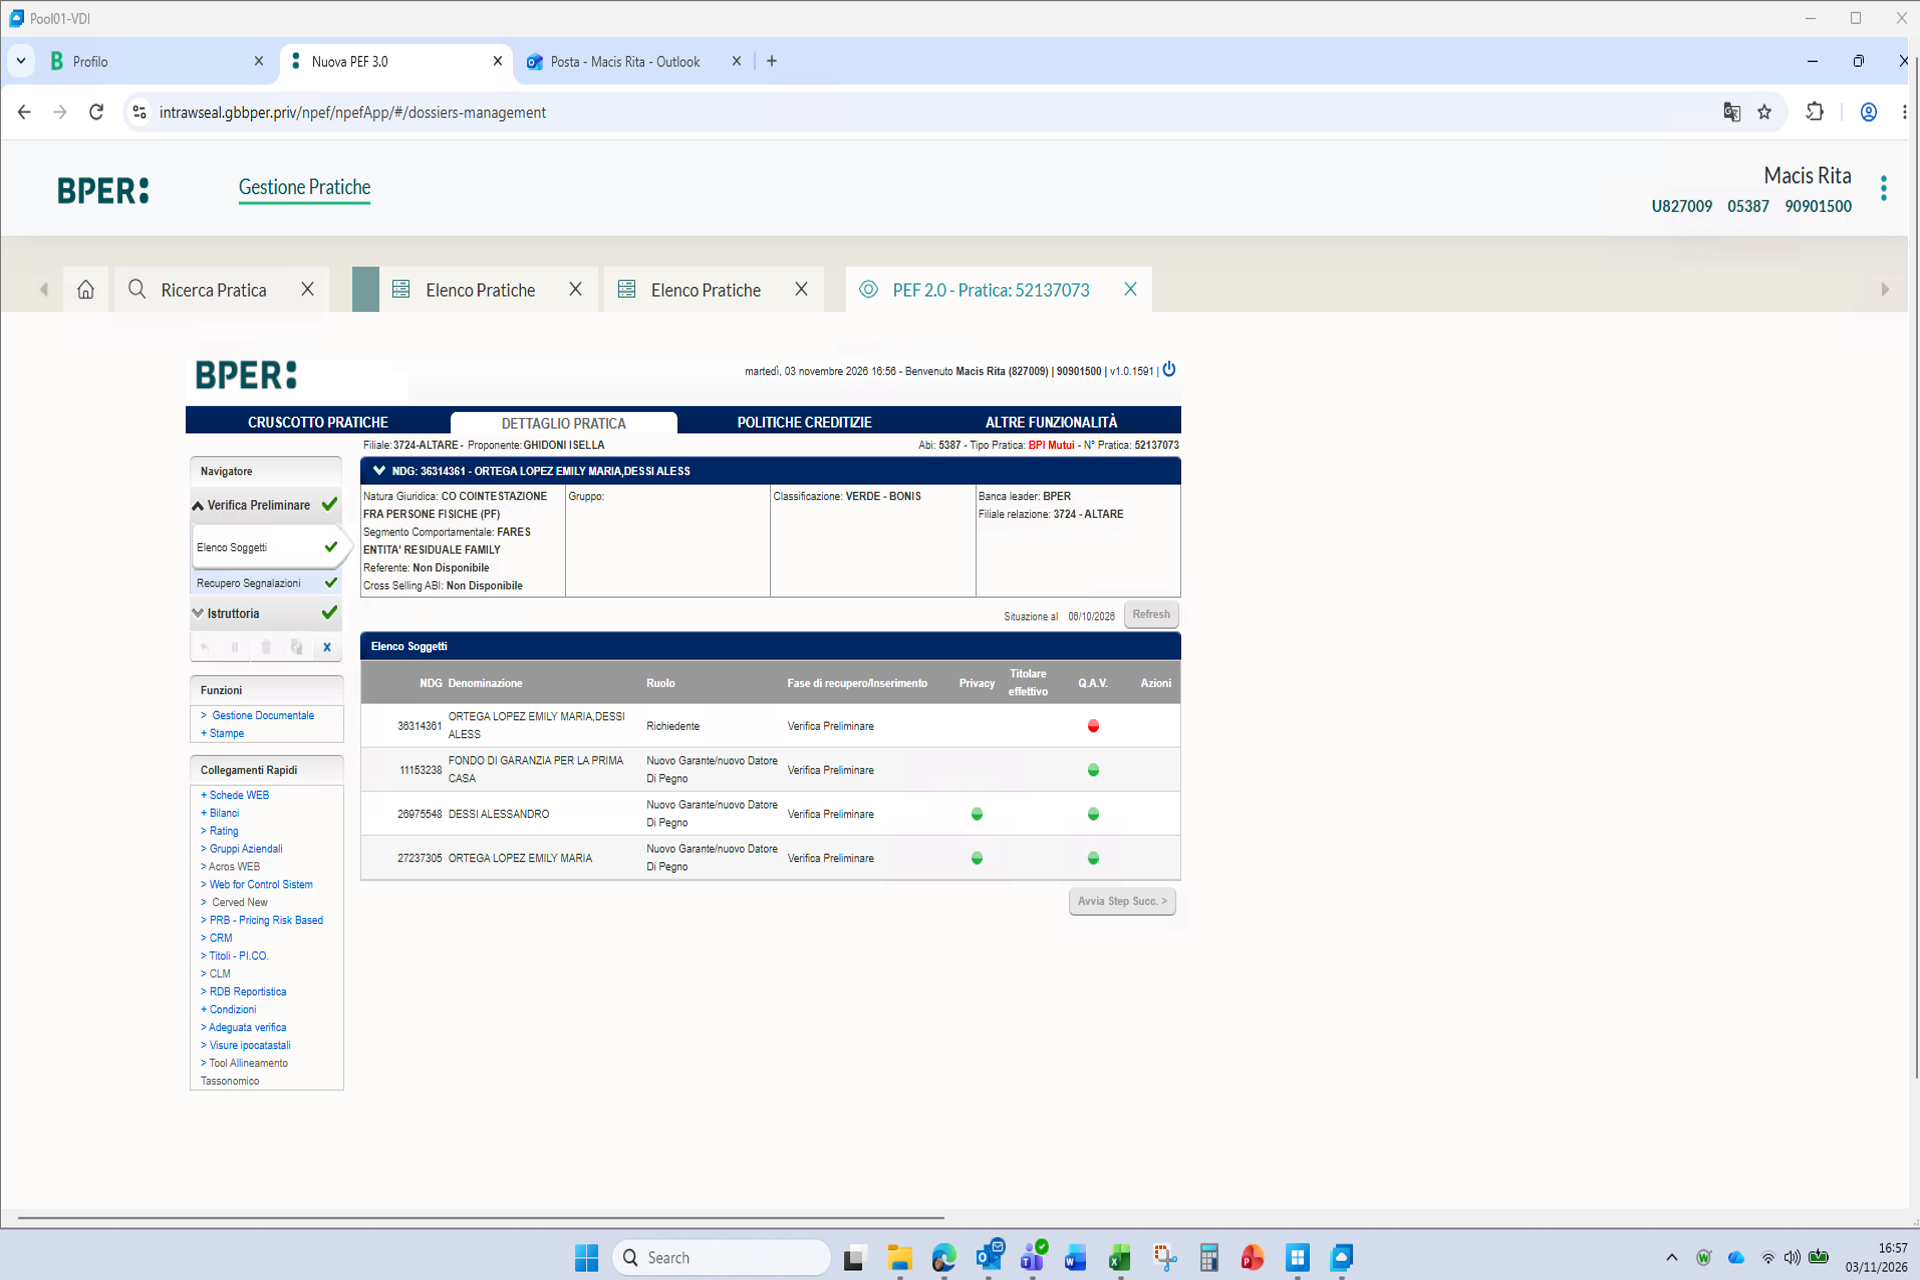 Pool01-VDI
Profilo
Nuova PEF 3.0
Posta - Macis Rita - Outlook
intrawseal.gbbper.priv/npef/npefApp/#/dossiers-management
BPER:
Gestione Pratiche
Macis Rita
U827009 05387 90901500
Ricerca Pratica
Elenco Pratiche
Elenco Pratiche
PEF 2.0 - Pratica: 52137073
BPER:
martedì, 03 novembre 2026 16:56 - Benvenuto Macis Rita (827009) | 90901500 | v1.0.1591 |
CRUSCOTTO PRATICHE
DETTAGLIO PRATICA
POLITICHE CREDITIZIE
ALTRE FUNZIONALITÀ
Filiale: 3724-ALTARE - Proponente: GHIDONI ISELLA
Abi: 5387 - Tipo Pratica: BPI Mutui - N° Pratica: 52137073
Navigatore
Verifica Preliminare
Elenco Soggetti
Recupero Segnalazioni
Istruttoria
Funzioni
> Gestione Documentale
+ Stampe
Collegamenti Rapidi
+ Schede WEB
+ Bilanci
> Rating
> Gruppi Aziendali
> Acros WEB
> Web for Control Sistem
> Cerved New
> PRB - Pricing Risk Based
> CRM
> Titoli - PI.CO.
> CLM
> RDB Reportistica
+ Condizioni
> Adeguata verifica
> Visure ipocatastali
> Tool Allineamento
Tassonomico
NDG: 36314361 - ORTEGA LOPEZ EMILY MARIA,DESSI ALESS
Natura Giuridica: CO COINTESTAZIONE
FRA PERSONE FISICHE (PF)
Segmento Comportamentale: FARES
ENTITA' RESIDUALE FAMILY
Referente: Non Disponibile
Cross Selling ABI: Non Disponibile
Gruppo:
Classificazione: VERDE - BONIS
Banca leader: BPER
Filiale relazione: 3724 - ALTARE
Situazione al 06/10/2026
Refresh
Elenco Soggetti
NDG Denominazione Ruolo Fase di recupero/Inserimento Privacy Titolare effettivo Q.A.V. Azioni
36314361 ORTEGA LOPEZ EMILY MARIA,DESSI ALESS Richiedente Verifica Preliminare
11153238 FONDO DI GARANZIA PER LA PRIMA CASA Nuovo Garante/nuovo Datore Di Pegno Verifica Preliminare
26975548 DESSI ALESSANDRO Nuovo Garante/nuovo Datore Di Pegno Verifica Preliminare
27237305 ORTEGA LOPEZ EMILY MARIA Nuovo Garante/nuovo Datore Di Pegno Verifica Preliminare
Avvia Step Succ. >
Search
16:57
03/11/2026